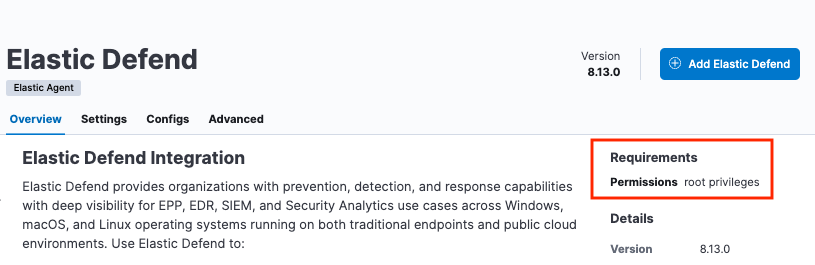 Elastic Defend
Elastic Agent
Version
8.13.0
Add Elastic Defend
Overview Settings Configs Advanced
Elastic Defend Integration
Elastic Defend provides organizations with prevention, detection, and response capabilities
with deep visibility for EPP, EDR, SIEM, and Security Analytics use cases across Windows,
macOS, and Linux operating systems running on both traditional endpoints and public cloud
environments. Use Elastic Defend to:
Requirements
Permissions root privileges
Details
Version 8.13.0